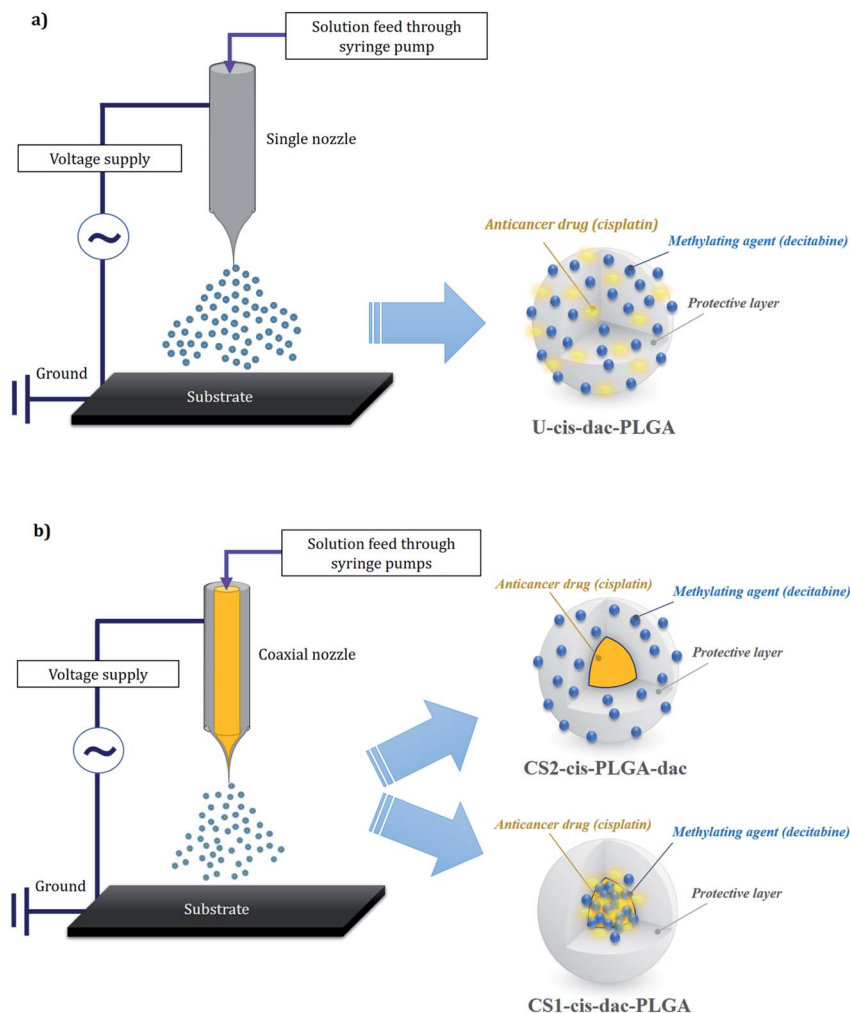 a)
Solution feed through
syringe pump
Single nozzle
Voltage supply
Anticancer drug (cisplatin)
Methylating agent (decitabine)
Protective layer
Ground
Substrate
U-cis-dac-PLGA
b)
Solution feed through
syringe pumps
Coaxial nozzle
Voltage supply
Anticancer drug (cisplatin)
Methylating agent (decitabine)
Protective layer
CS2-cis-PLGA-dac
Anticancer drug (cisplatin)
Methylating agent (decitabine)
Protective layer
Ground
Substrate
CS1-cis-dac-PLGA